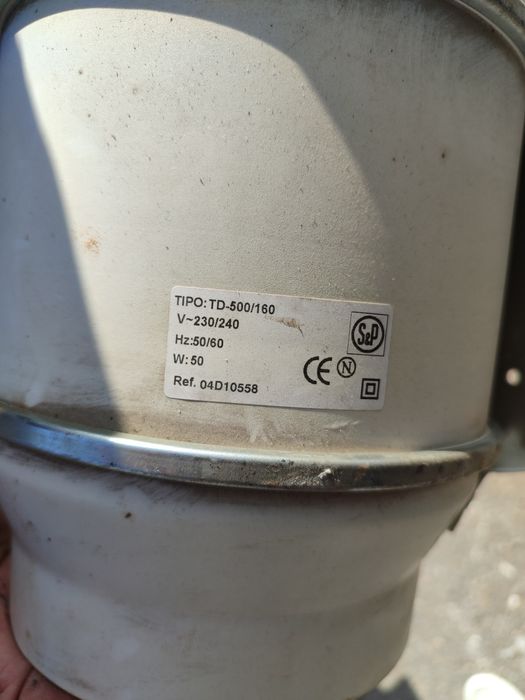 TIPO: TD-500/160
V~230/240
Hz:50/60
W: 50
Ref. 04D10558
S&P
CE N